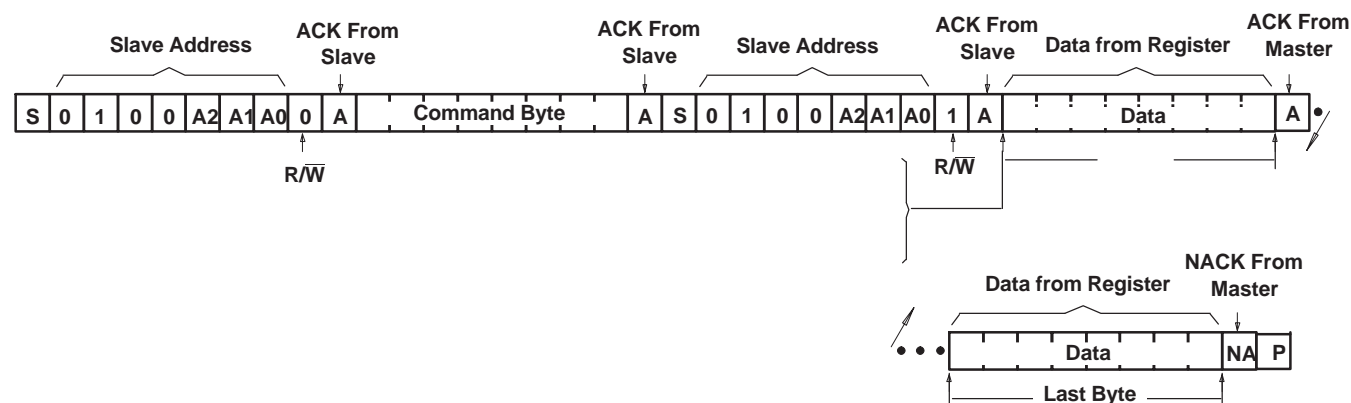 ACK From Slave
ACK From Slave
ACK From Slave
ACK From Master
Slave Address
Slave Address
Data from Register
S 0 1 0 0 A2 A1 A0 0 A Command Byte A S 0 1 0 0 A2 A1 A0 1 A Data A
R/W̅
R/W̅
Data from Register
NACK From Master
Data NA P
Last Byte